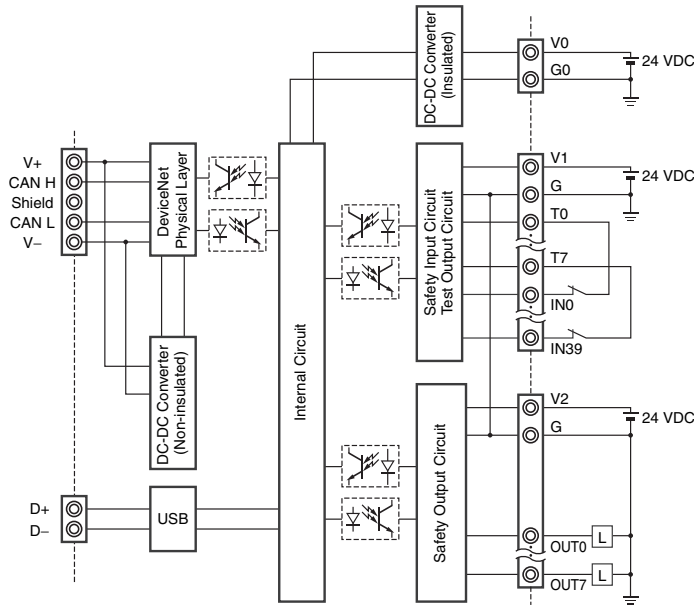 DC-DC Converter
(Insulated)
V0
G0
24 VDC
V+
CAN H
Shield
CAN L
V−
DeviceNet
Physical Layer
DC-DC Converter
(Non-insulated)
D+
D−
USB
Internal Circuit
Safety Input Circuit
Test Output Circuit
V1
G
T0
T7
IN0
IN39
24 VDC
Safety Output Circuit
V2
G
24 VDC
OUT0
L
OUT7
L